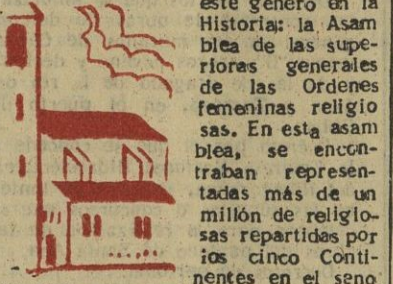 este género en la
Historia: la Asam
blea de las supe-
rioras generales
de las Ordenes
femeninas religio
sas. En esta asam
blea, se encon-
traban represen-
tadas más de un
millón de religio-
sas repartidas por
los cinco Conti-
nentes en el seno